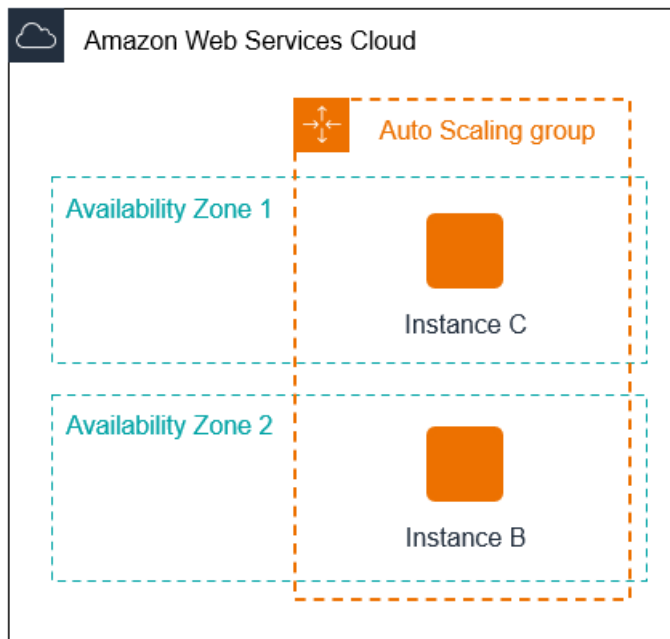 Amazon Web Services Cloud
Auto Scaling group
Availability Zone 1
Instance C
Availability Zone 2
Instance B